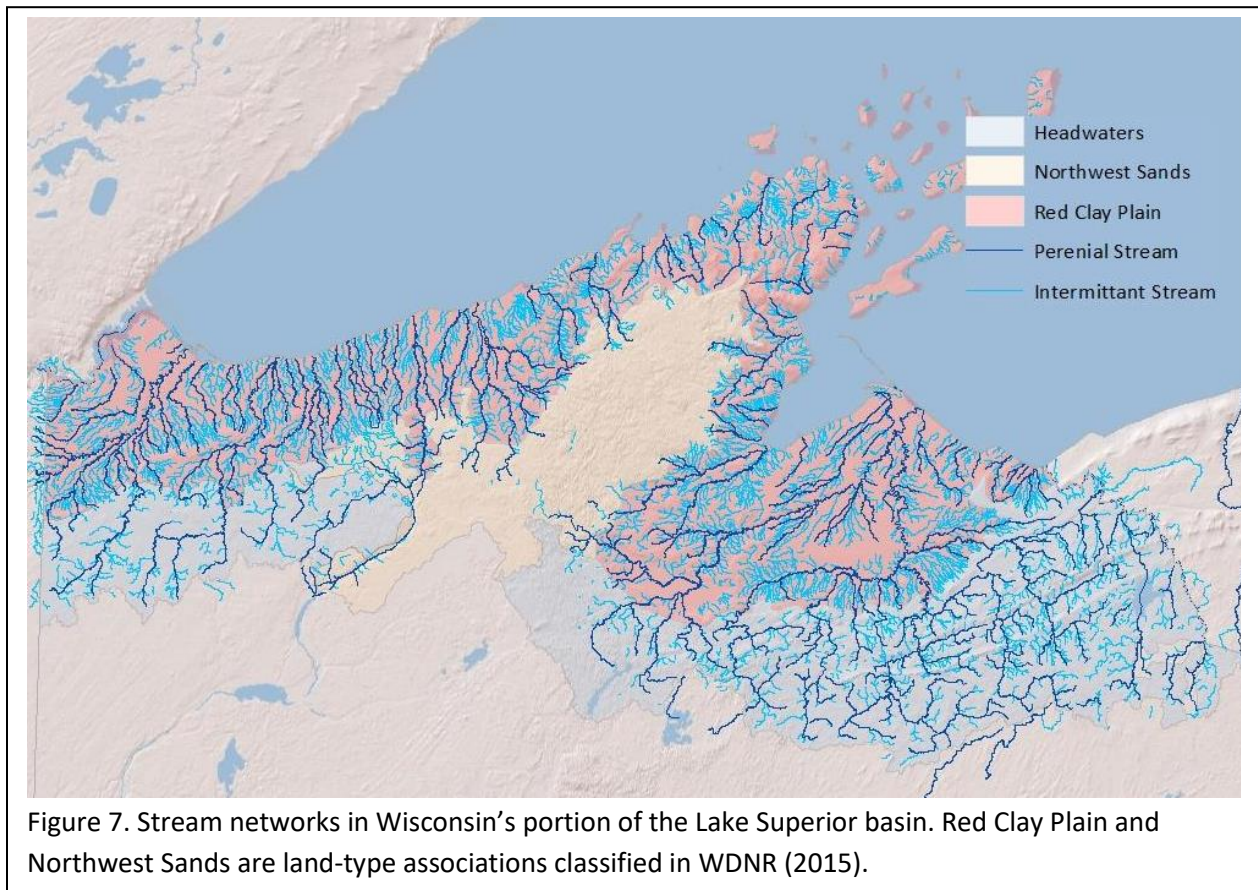 Headwaters
Northwest Sands
Red Clay Plain
Perenial Stream
Intermittant Stream
Figure 7. Stream networks in Wisconsin’s portion of the Lake Superior basin. Red Clay Plain and
Northwest Sands are land-type associations classified in WDNR (2015).